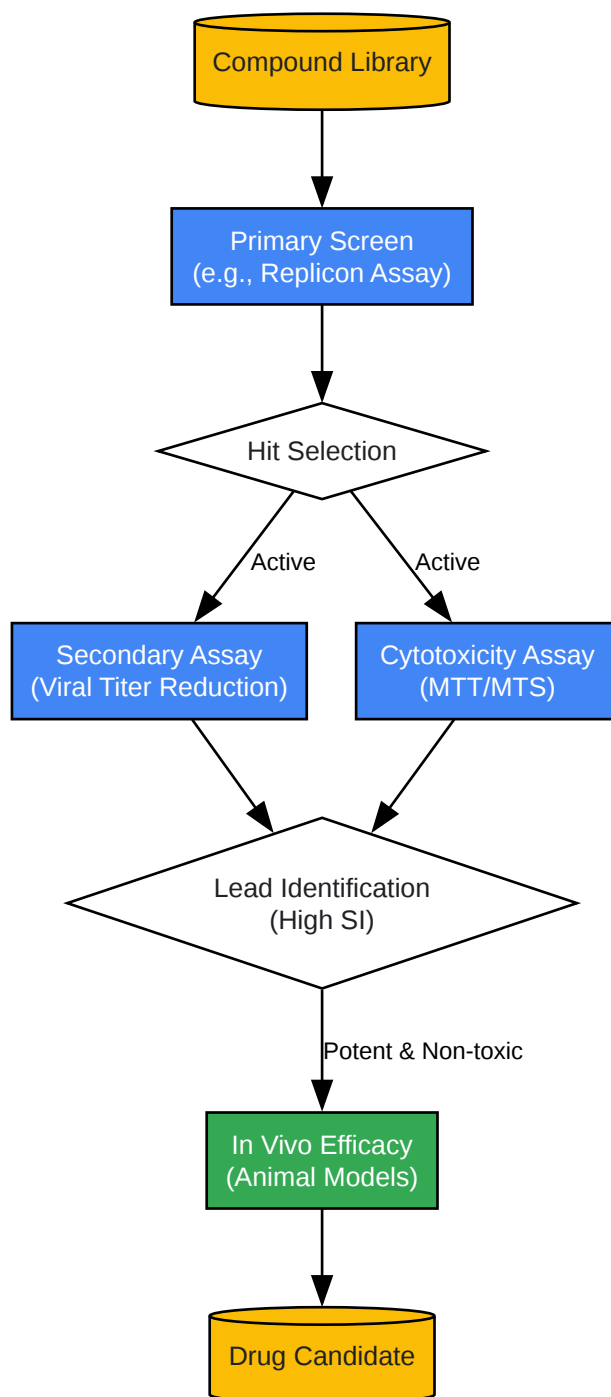 Compound Library
Primary Screen
(e.g., Replicon Assay)
Hit Selection
Active
Active
Secondary Assay
(Viral Titer Reduction)
Cytotoxicity Assay
(MTT/MTS)
Lead Identification
(High SI)
Potent & Non-toxic
In Vivo Efficacy
(Animal Models)
Drug Candidate